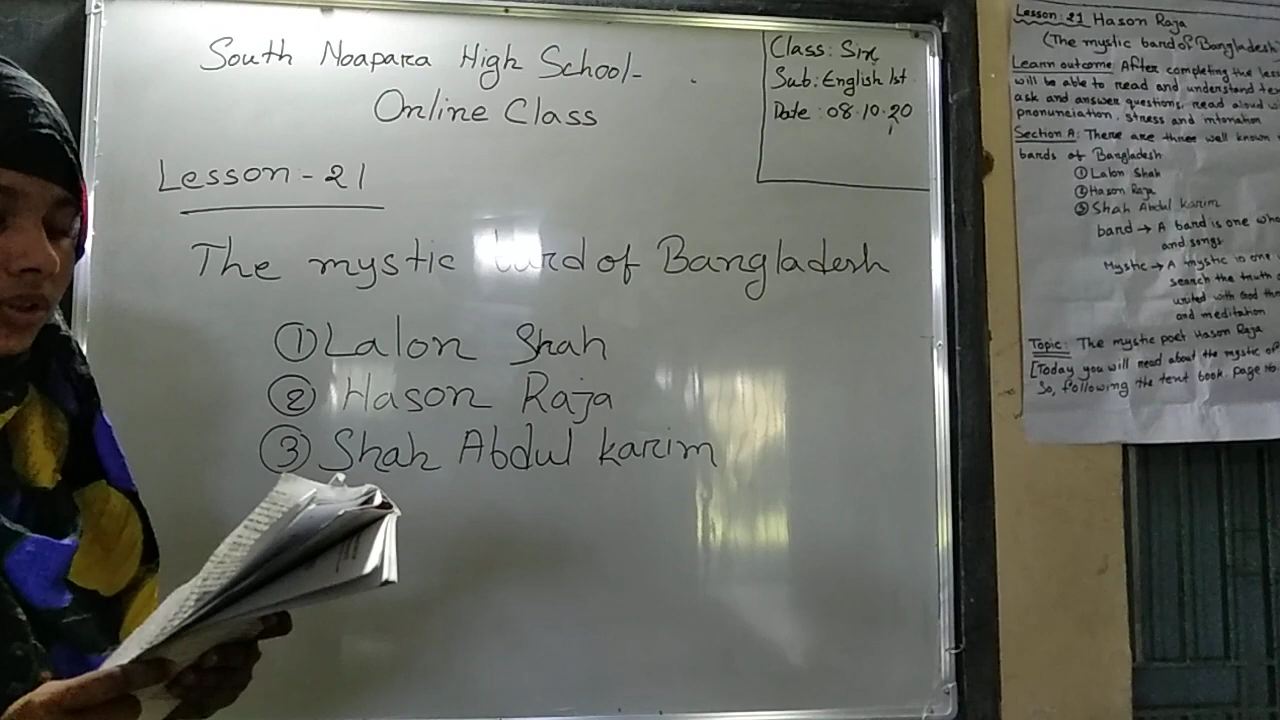 South Noapara High School
Online Class
Class: Six
Sub: English 1st
Date: 08.10.20
Lesson - 21
The mystic of Bangladesh
① Lalon Shah
② Hason Raja
③ Shah Abdul karim
Lesson: 21 Hason Raja
(The mystic band of Bangladesh
Learn outcome: After completing the
will be able to read and understand
ask and answer questions, read aloud
pronunciation, stress and intonation
Section A: There are three well known
bands of Bangladesh
① Lalon Shah
② Hason Raja
③ Shah Abdul karim
band → A band is one who
and songs
Mystic → A mystic is one
search the truth
united with God
and meditation
Topic: The mystic poet Hason Raja
[Today you will read about the mystic of
So, following the text book page No